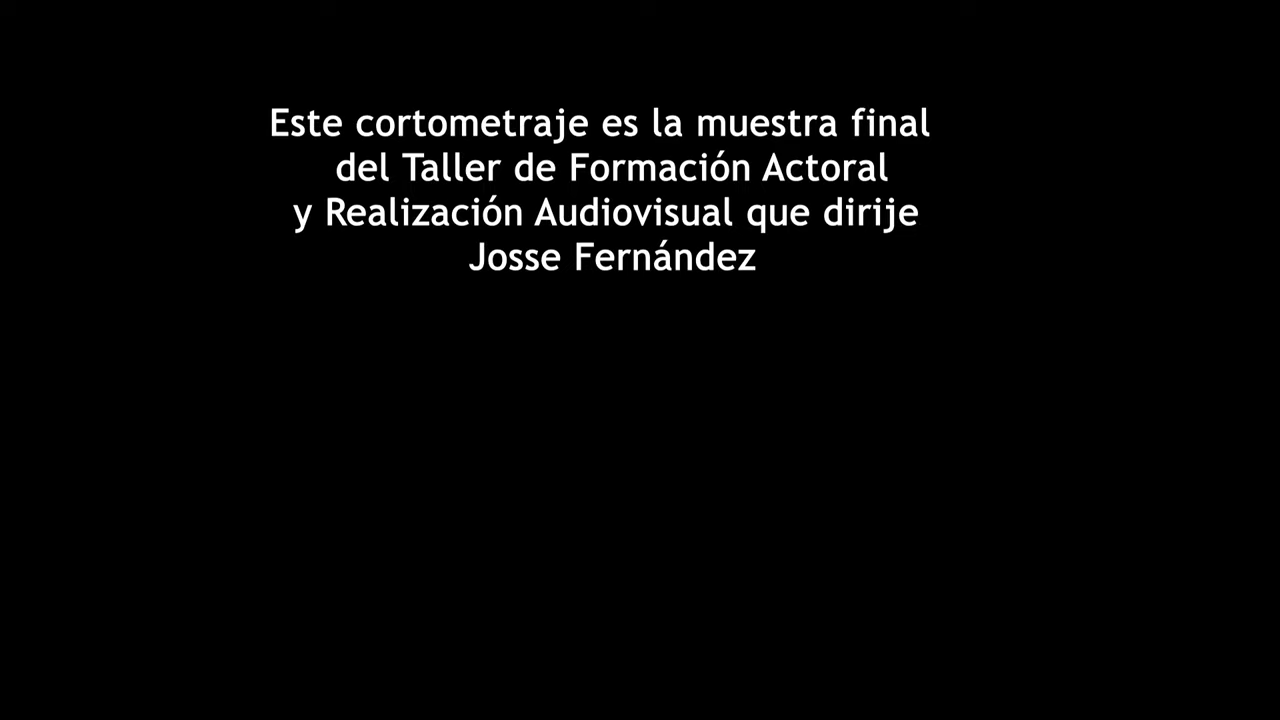 Este cortometraje es la muestra final
del Taller de Formación Actoral
y Realización Audiovisual que dirije
Josse Fernández